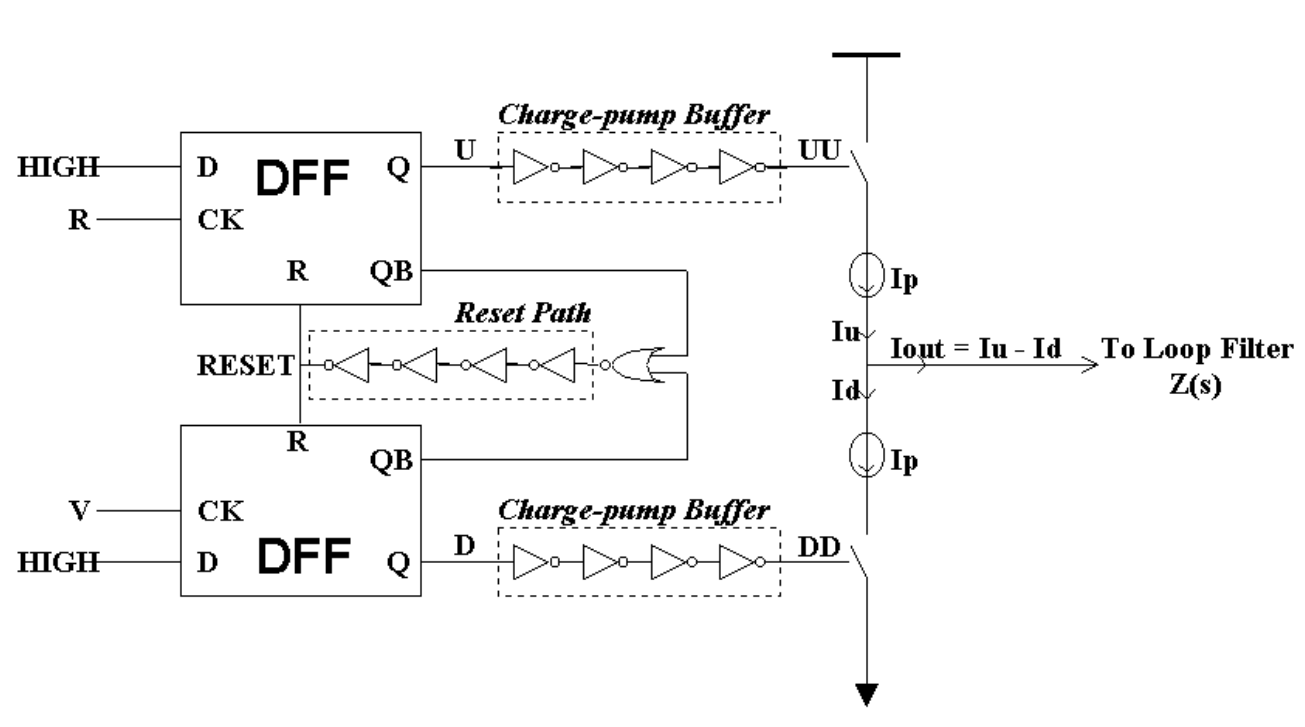 Charge-pump Buffer
HIGH D DFF Q U UU
R CK
R QB Ip
Reset Path
Iu
RESET Iout = Iu - Id To Loop Filter
Z(s)
Id
R
QB Ip
V CK Charge-pump Buffer
HIGH D DFF Q D DD